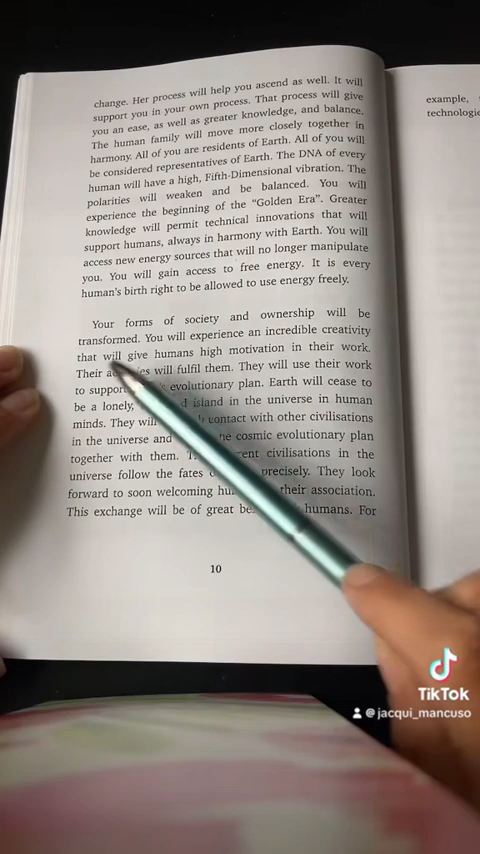 change. Her process will help you ascend as well. It will
support you in your own process. That process will give
you an ease, as well as greater knowledge, and balance.
The human family will move more closely together in
harmony. All of you are residents of Earth. All of you will
be considered representatives of Earth. The DNA of every
human will have a high, Fifth-Dimensional vibration. The
polarities will weaken and be balanced. You will
experience the beginning of the “Golden Era”. Greater
knowledge will permit technical innovations that will
support humans, always in harmony with Earth. You will
access new energy sources that will no longer manipulate
you. You will gain access to free energy. It is every
human's birth right to be allowed to use energy freely.
Your forms of society and ownership will be
transformed. You will experience an incredible creativity
that will give humans high motivation in their work.
Their will fulfil them. They will use their work
to support evolutionary plan. Earth will cease to
be a lonely, island in the universe in human
minds. They will contact with other civilisations
in the universe and cosmic evolutionary plan
together with them. civilisations in the
universe follow the fates precisely. They look
forward to soon welcoming their association.
This exchange will be of great humans. For
10
example,
technologie
TikTok
@jacqui_mancuso